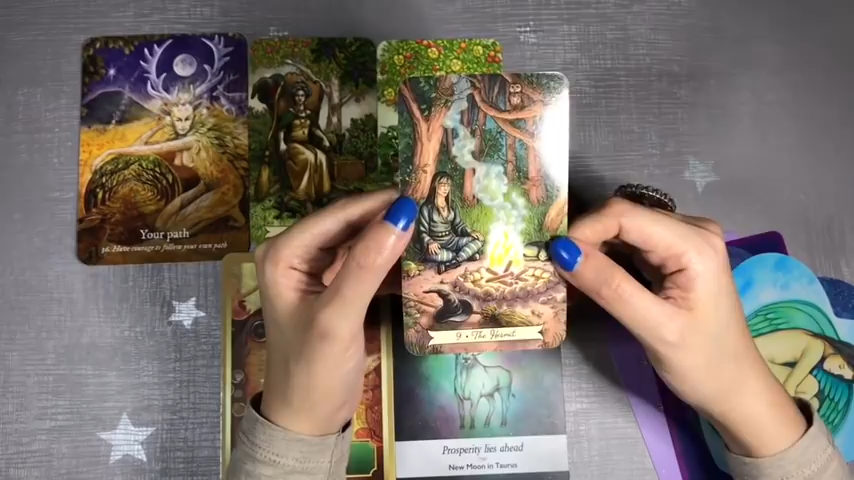 Your path
36. Have courage to follow your own path
9 • The Hermit
Prosperity lies ahead
New Moon in Taurus